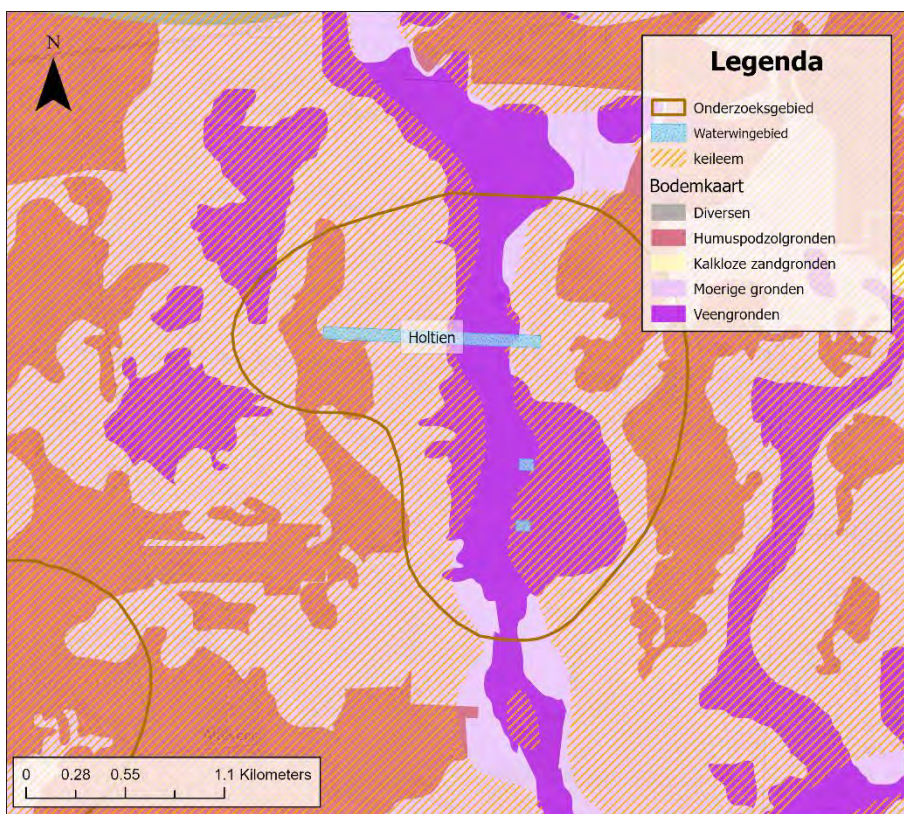 N
Legenda
Onderzoeksgebied
Waterwingebied
keileem
Bodemkaart
Diversen
Humuspodzolgronden
Kalkloze zandgronden
Moerige gronden
Veengronden
Holtien
0 0.28 0.55 1.1 Kilometers